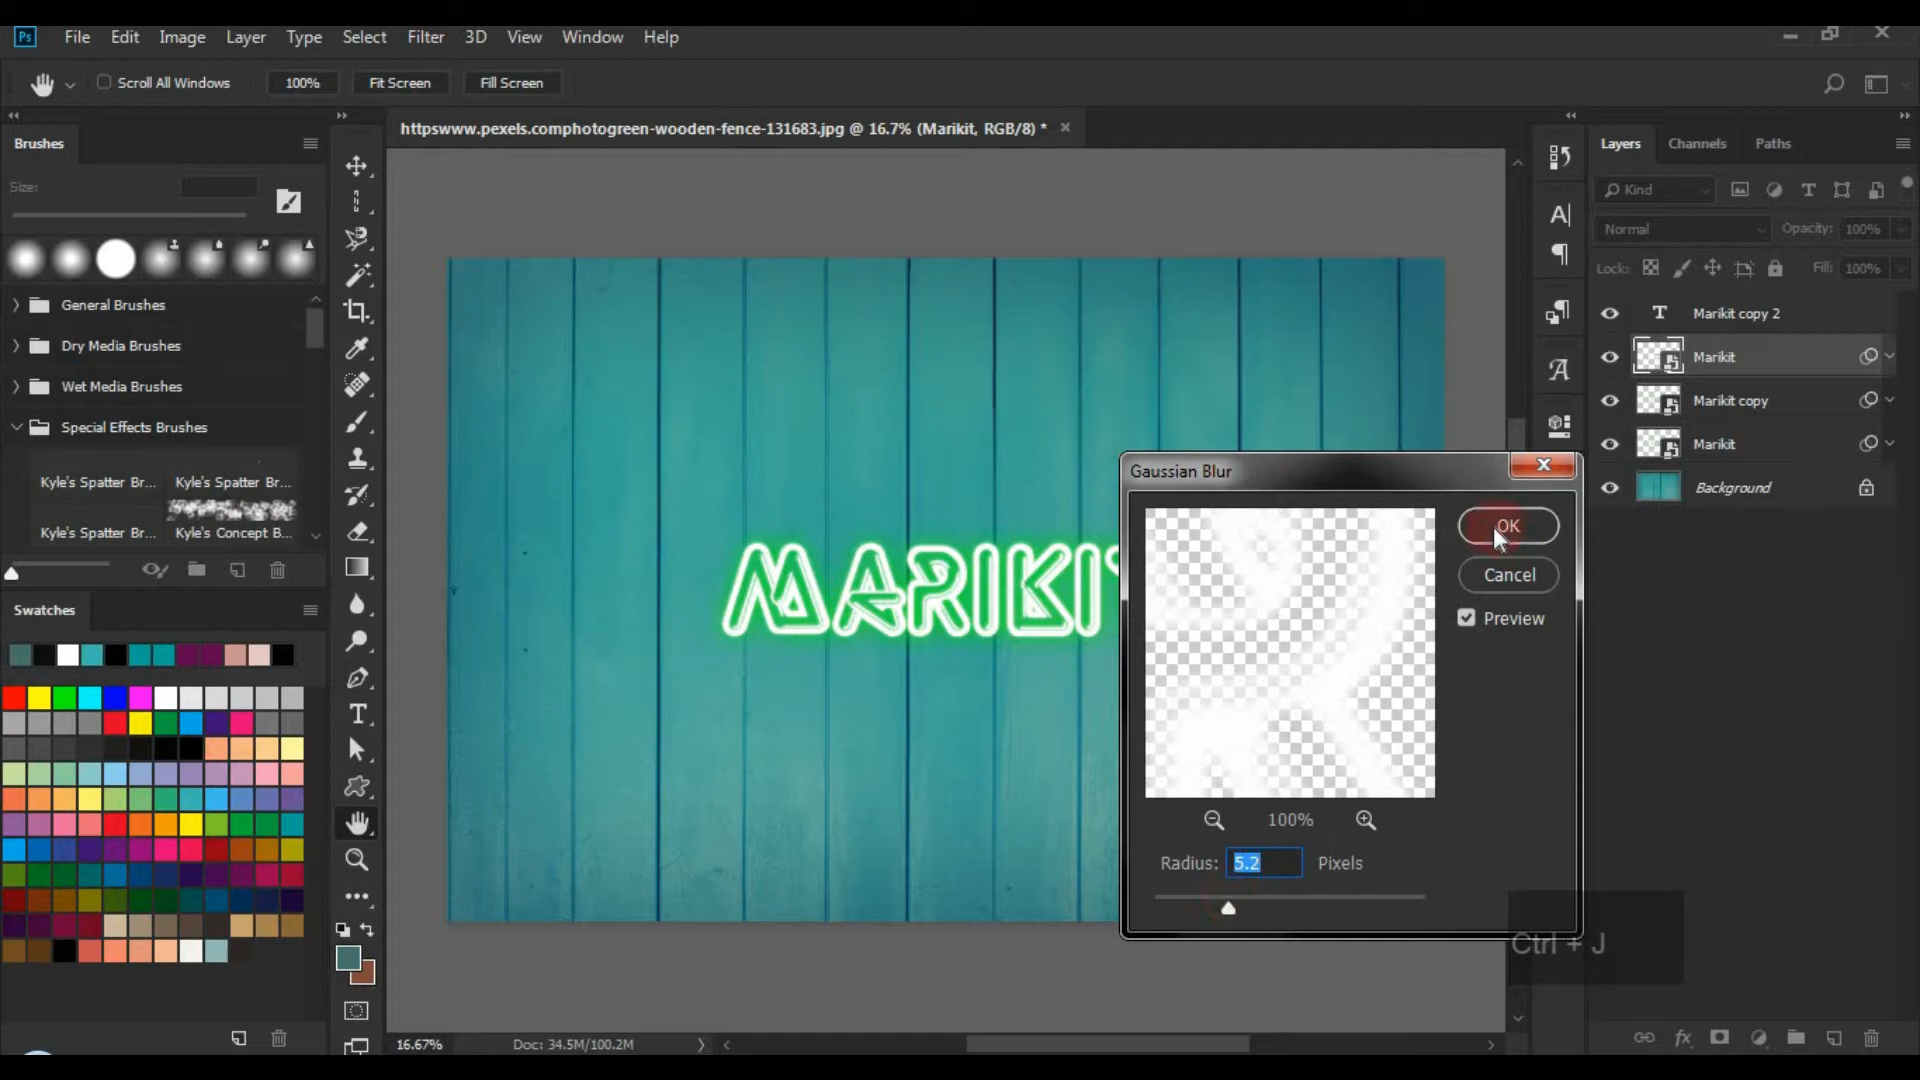 Ps File Edit Image Layer Type Select Filter 3D View Window Help
Scroll All Windows 100% Fit Screen Fill Screen
httpswww.pexels.comphotogreen-wooden-fence-131683.jpg @ 16.7% (Marikit, RGB/8) *
Brushes
Size:
General Brushes
Dry Media Brushes
Wet Media Brushes
Special Effects Brushes
Kyle's Spatter Br... Kyle's Spatter Br...
Kyle's Spatter Br... Kyle's Concept B...
Swatches
MARIKI
Gaussian Blur
OK
Cancel
Preview
100%
Radius: 5.2 Pixels
Ctrl + J
Layers Channels Paths
Kind
Normal Opacity: 100%
Lock: Fill: 100%
Marikit copy 2
Marikit
Marikit copy
Marikit
Background
16.67% Doc: 34.5M/100.2M